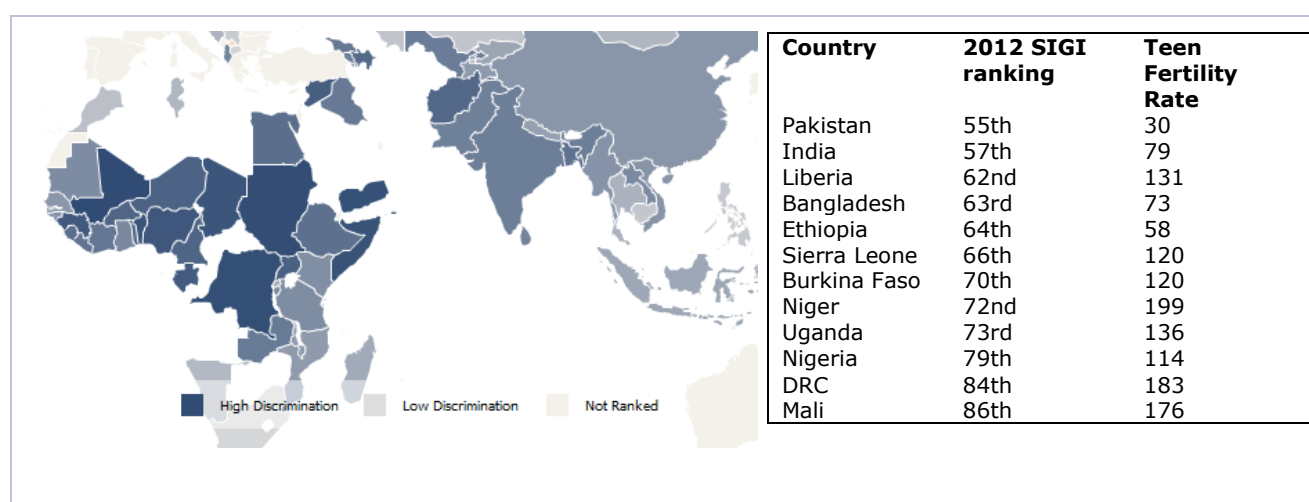 Country 2012 SIGI Teen
ranking Fertility
Rate
Pakistan 55th 30
India 57th 79
Liberia 62nd 131
Bangladesh 63rd 73
Ethiopia 64th 58
Sierra Leone 66th 120
Burkina Faso 70th 120
Niger 72nd 199
Uganda 73rd 136
Nigeria 79th 114
DRC 84th 183
Mali 86th 176
High Discrimination Low Discrimination Not Ranked